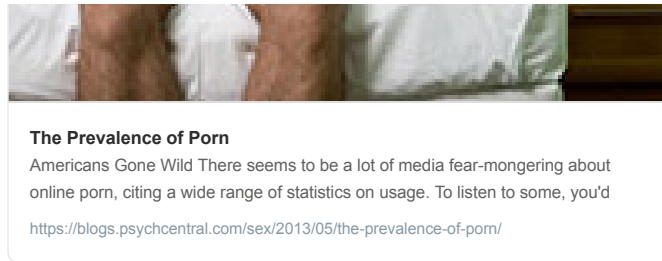 The Prevalence of Porn
Americans Gone Wild There seems to be a lot of media fear-mongering about
online porn, citing a wide range of statistics on usage. To listen to some, you'd
https://blogs.psychcentral.com/sex/2013/05/the-prevalence-of-porn/